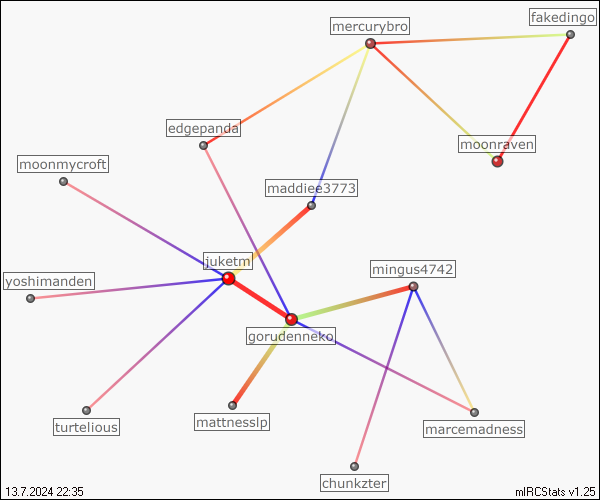 fakedingo
mercurybro
edgepanda
moonraven
moonmycroft
maddiee3773
juketm
mingus4742
yoshimanden
gorudenneko
mattnesslp
turtelious
marcemadness
chunkzter
13.7.2024 22:35
mIRCStats v1.25